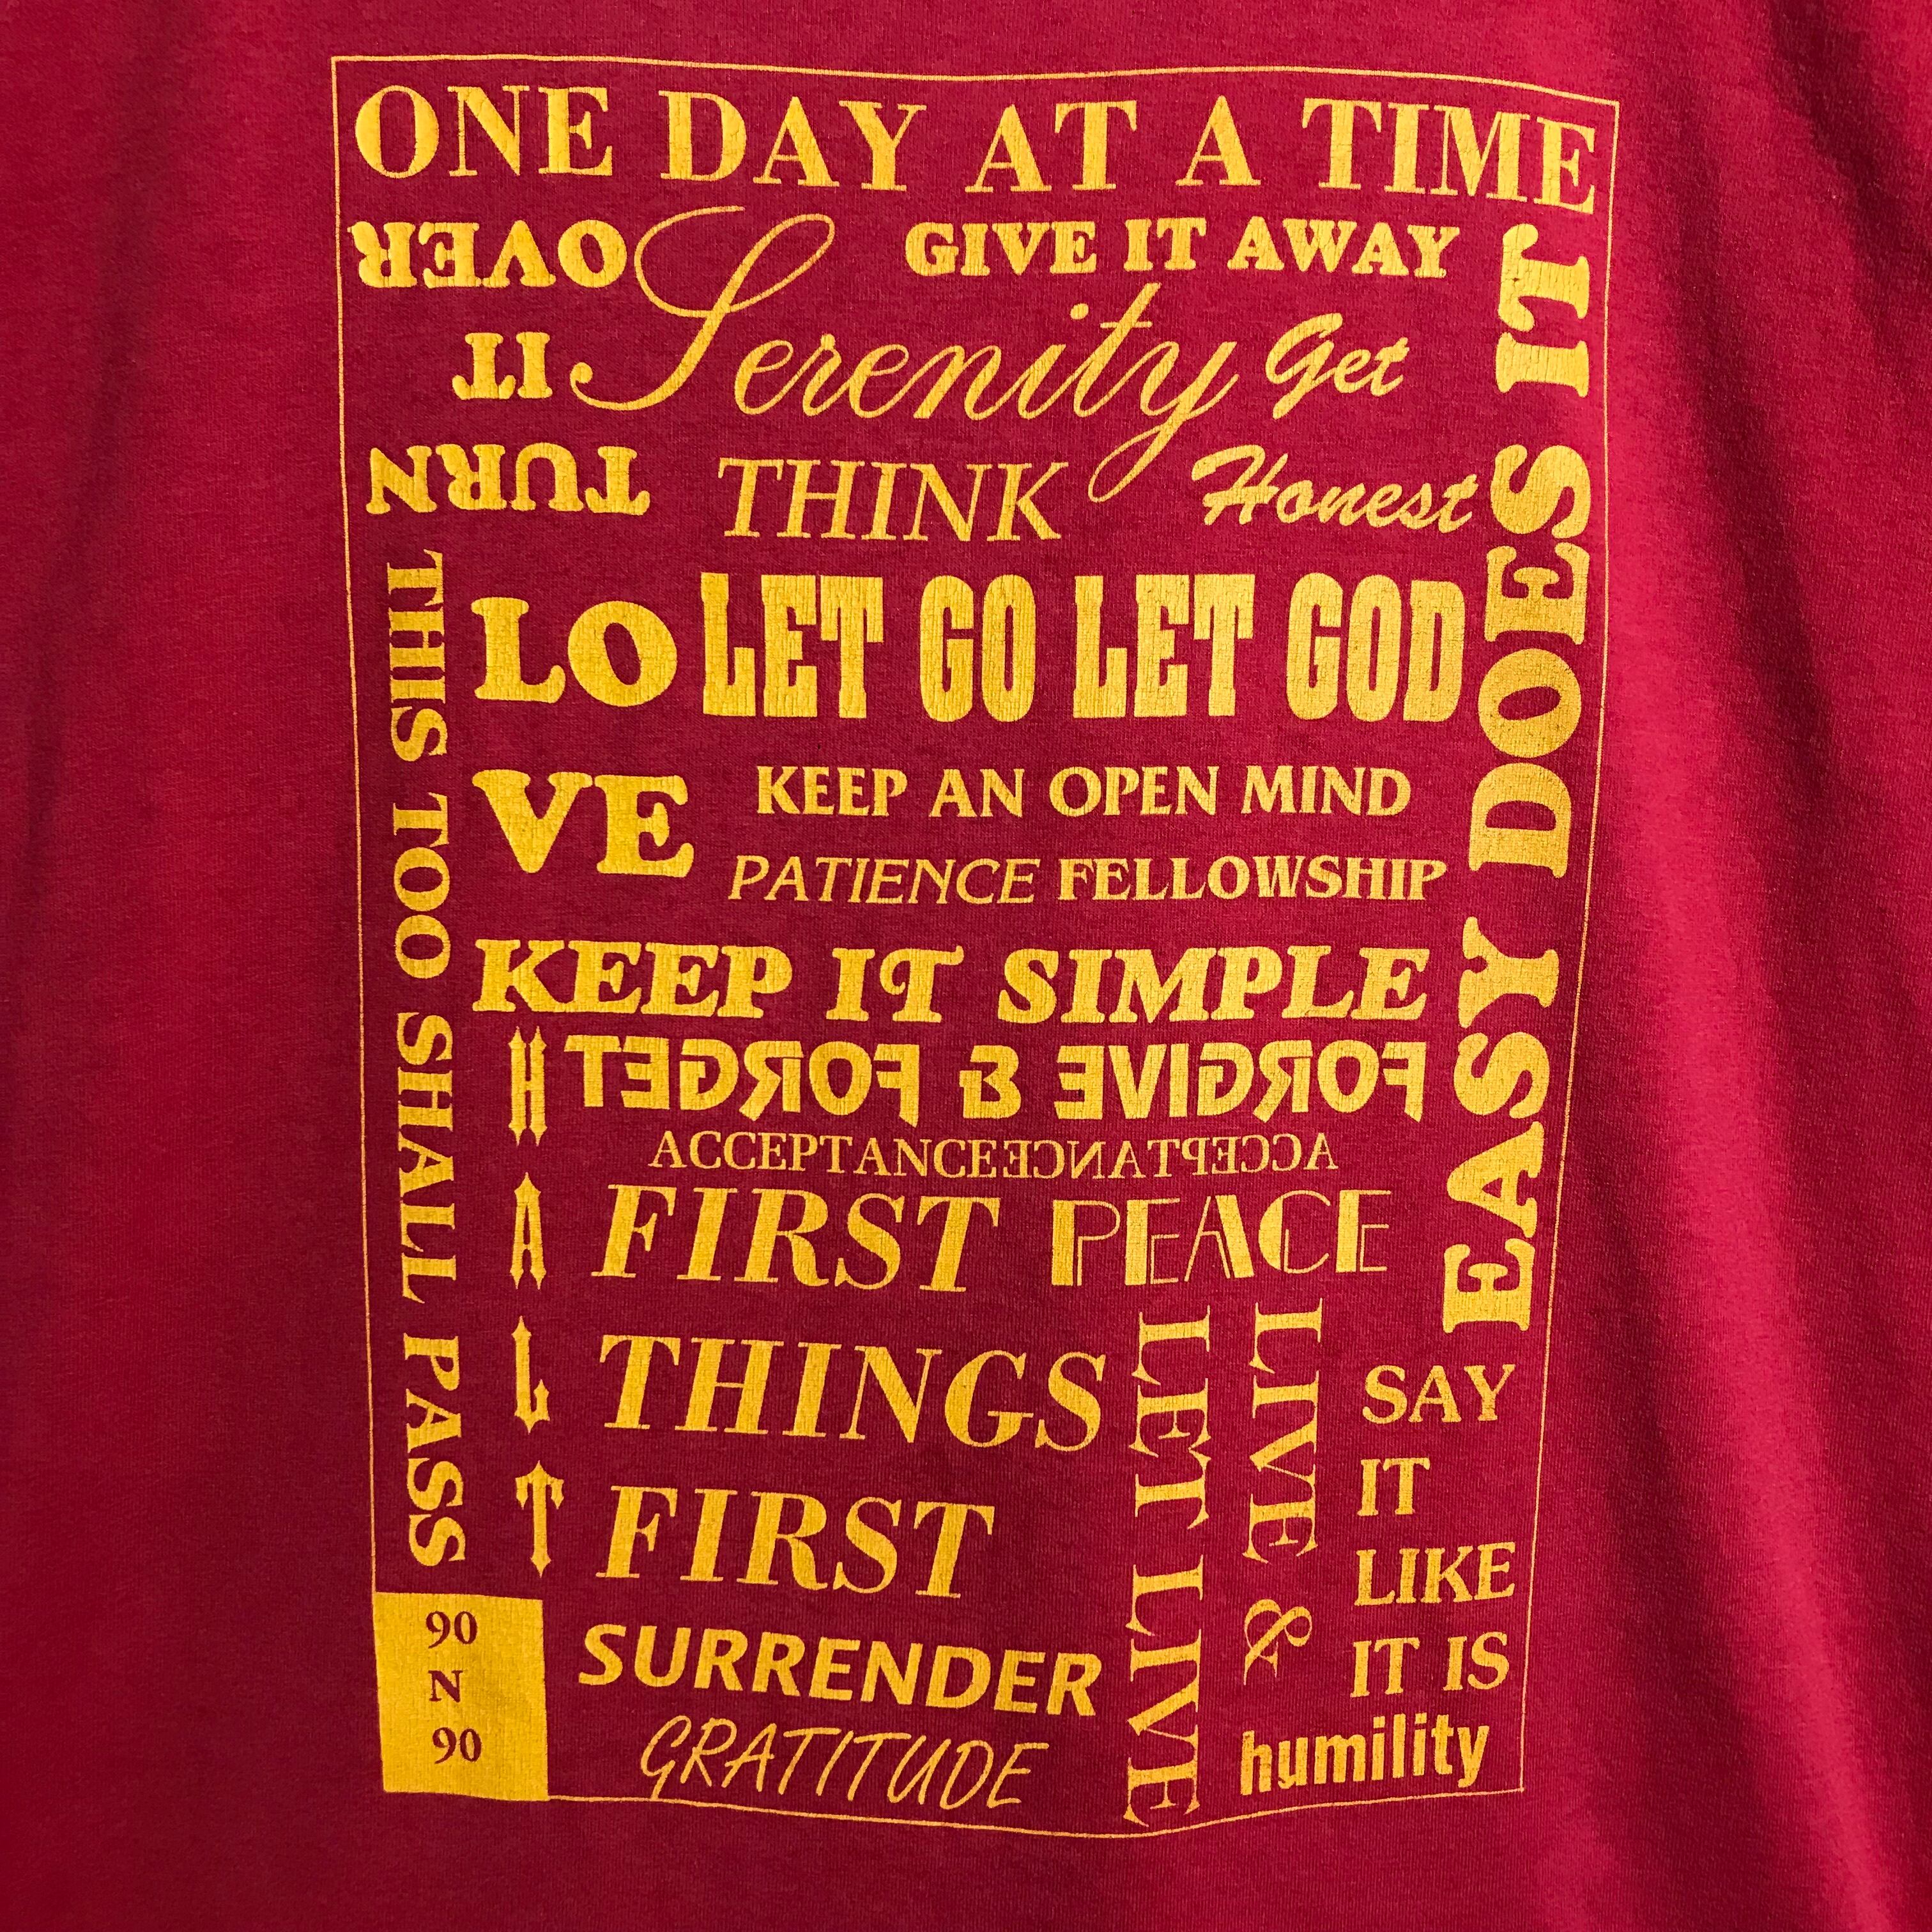 ONE DAY AT A TIME
TURN
IT
OVER
Serenity
GIVE IT AWAY
Get
Honest
THINK
EASY DOES IT
THIS TOO SHALL PASS
LO
VE
LET GO LET GOD
KEEP AN OPEN MIND
PATIENCE FELLOWSHIP
KEEP IT SIMPLE
HALT
FORGIVE & FORGET
ACCEPTANCE ACCEPTANCE
FIRST
THINGS
FIRST
PEACE
LIVE &
LET LIVE
SAY
IT
LIKE
IT IS
90
N
90
SURRENDER
GRATITUDE
humility